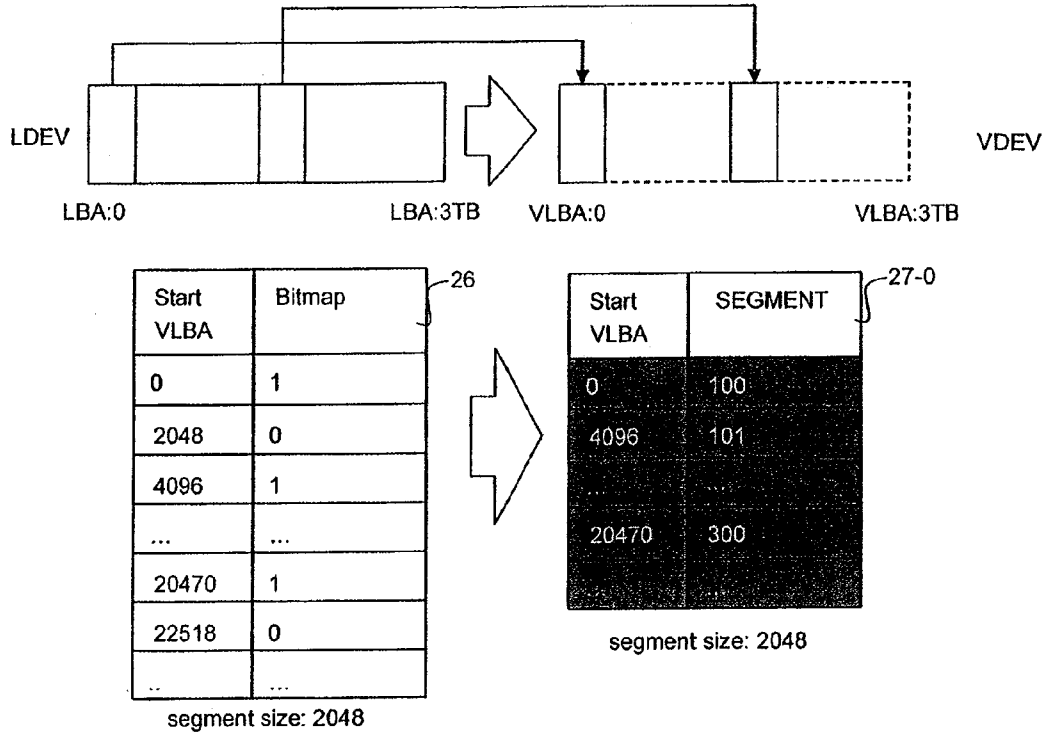 LDEV
VDEV
LBA:0
LBA:3TB
VLBA:0
VLBA:3TB
26
Start VLBA Bitmap
0 1
2048 0
4096 1
... ...
20470 1
22518 0
.. ...
segment size: 2048
27-0
Start VLBA SEGMENT
0 100
4096 101
... ...
20470 300
... ...
segment size: 2048